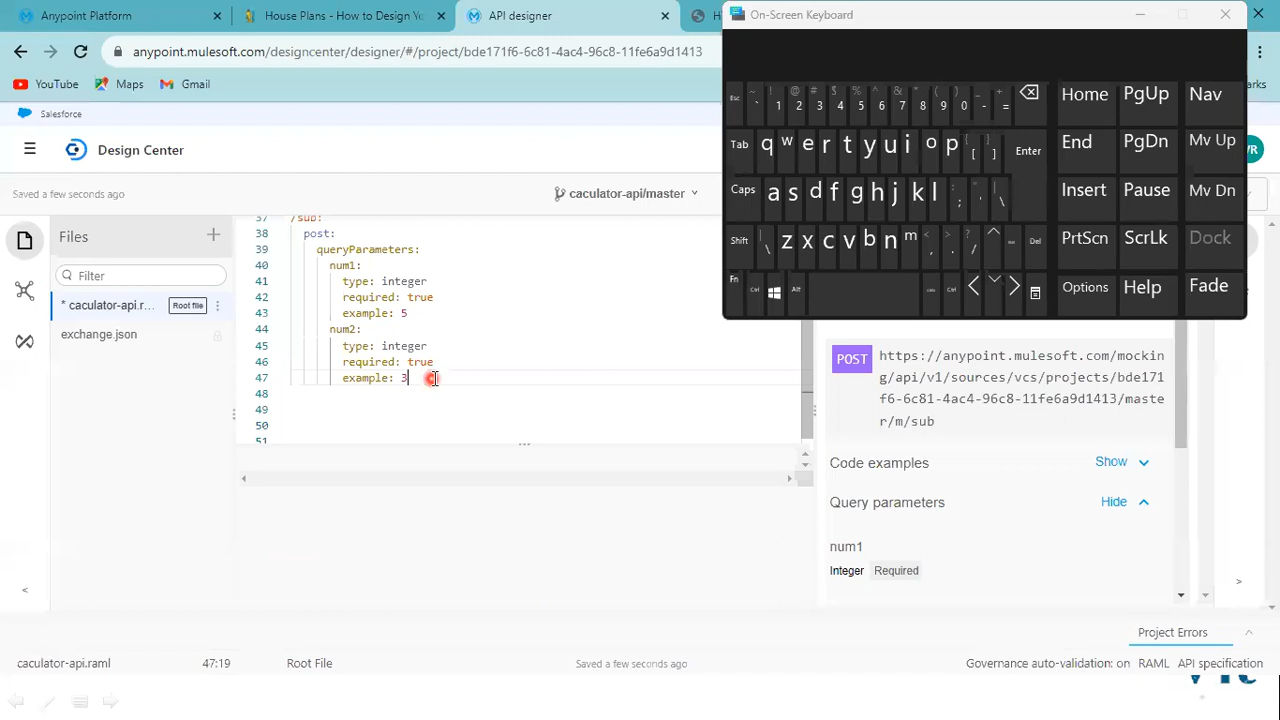 Anypoint Platform
House Plans - How to Design Yo
API designer
H
On-Screen Keyboard
anypoint.mulesoft.com/designcenter/designer/#/project/bde171f6-6c81-4ac4-96c8-11fe6a9d1413
YouTube
Maps
Gmail
Salesforce
Design Center
VR
Saved a few seconds ago
caculator-api/master
Files
Filter
* caculator-api.r...
Root file
exchange.json
37 /sub:
38 post:
39 queryParameters:
40 num1:
41 type: integer
42 required: true
43 example: 5
44 num2:
45 type: integer
46 required: true
47 example: 3
48
49
50
51
Esc ~ ` ! 1 @ 2 # 3 $ 4 % 5 ^ 6 & 7 * 8 ( 9 ) 0 _ - + = Home PgUp Nav
Tab q w e r t y u i o p { [ } ] Enter End PgDn Mv Up
Caps a s d f g h j k l : ; " ' | \ Insert Pause Mv Dn
Shift | \ z x c v b n m < , > . ? / ^ Del PrtScn ScrLk Dock
Fn Ctrl Alt Ctrl Options Help Fade
POST
https://anypoint.mulesoft.com/mockin
g/api/v1/sources/vcs/projects/bde171
f6-6c81-4ac4-96c8-11fe6a9d1413/maste
r/m/sub
Code examples
Show
Query parameters
Hide
num1
Integer
Required
Project Errors
caculator-api.raml
47:19
Root File
Saved a few seconds ago
Governance auto-validation: on
RAML
API specification